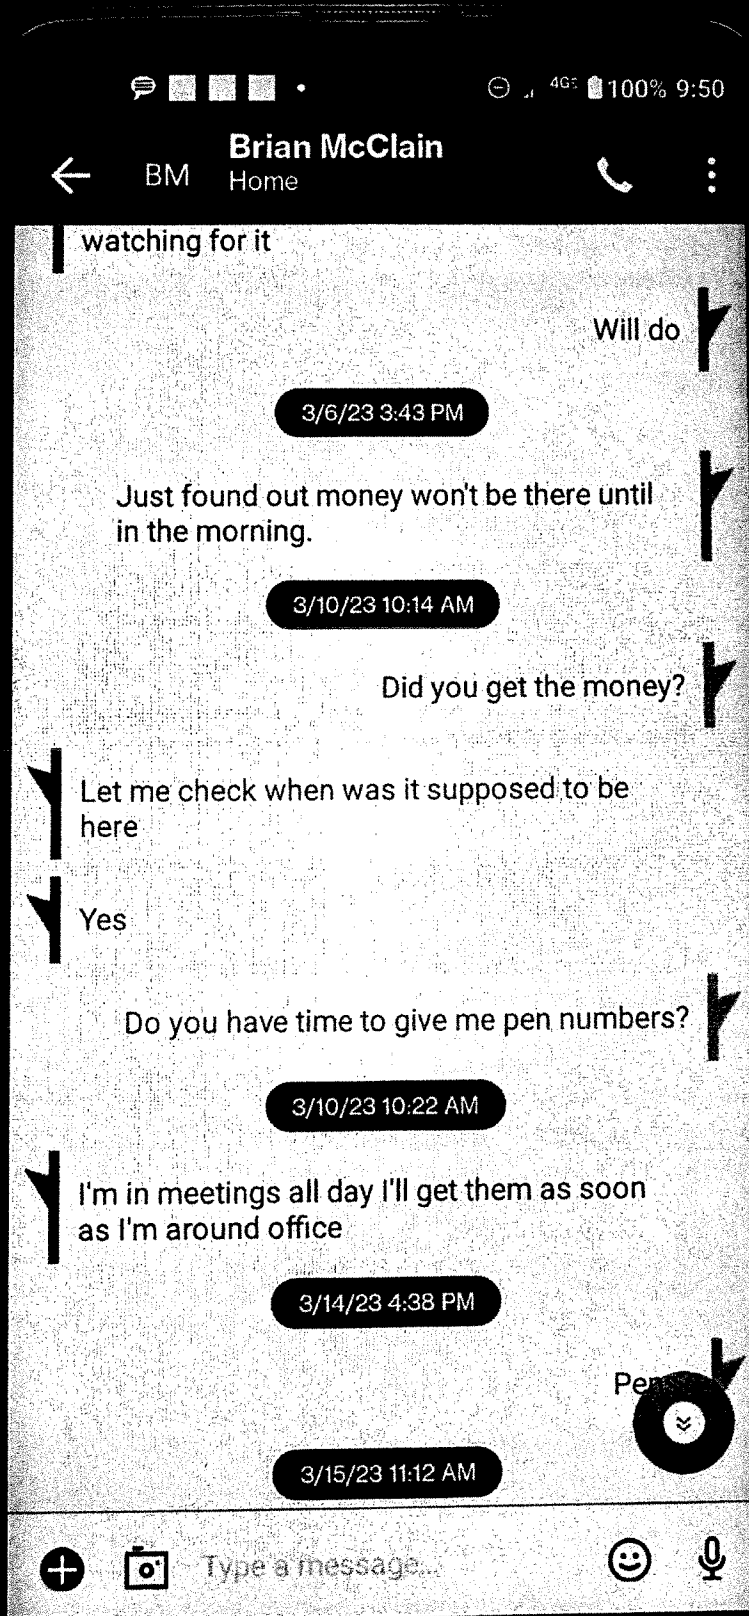 100% 9:50
Brian McClain
BM
Home
watching for it
Will do
3/6/23 3:43 PM
Just found out money won't be there until
in the morning.
3/10/23 10:14 AM
Did you get the money?
Let me check when was it supposed to be
here
Yes
Do you have time to give me pen numbers?
3/10/23 10:22 AM
I'm in meetings all day I'll get them as soon
as I'm around office
3/14/23 4:38 PM
3/15/23 11:12 AM
Type a message...